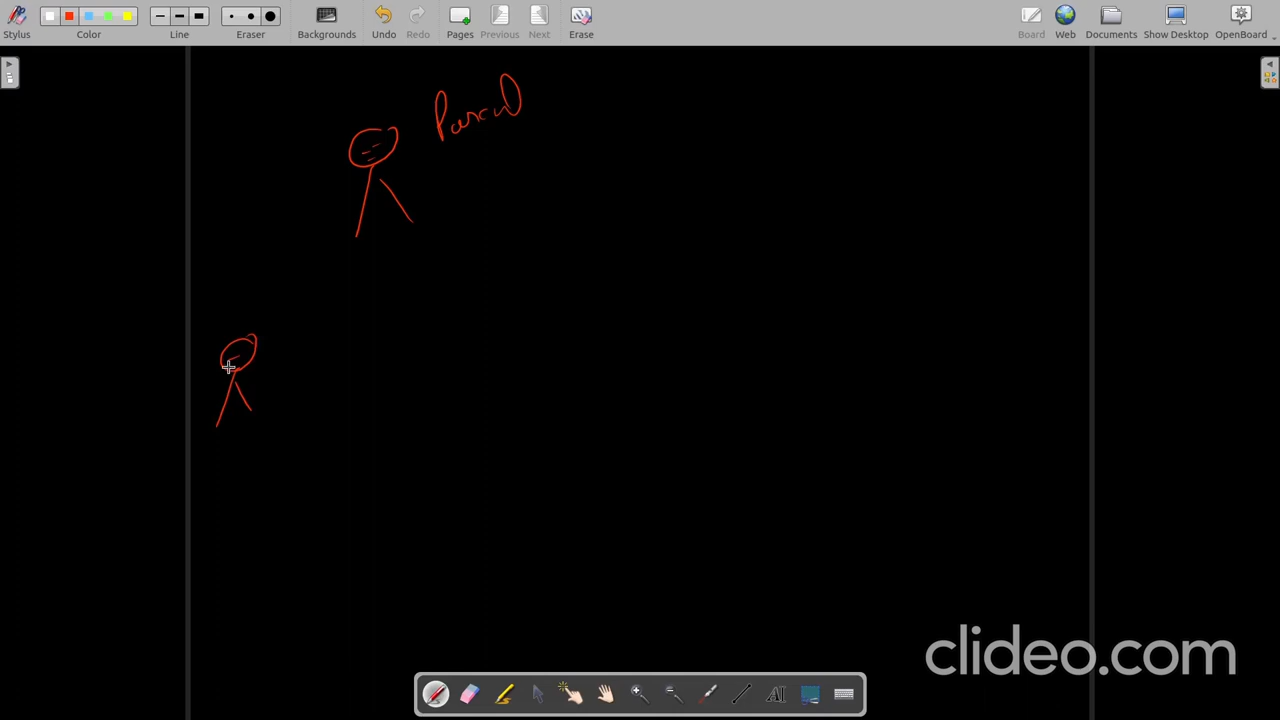 Stylus
Color
Line
Eraser
Backgrounds
Undo
Redo
Pages
Previous
Next
Erase
Board
Web
Documents
Show Desktop
OpenBoard
AI
clideo.com